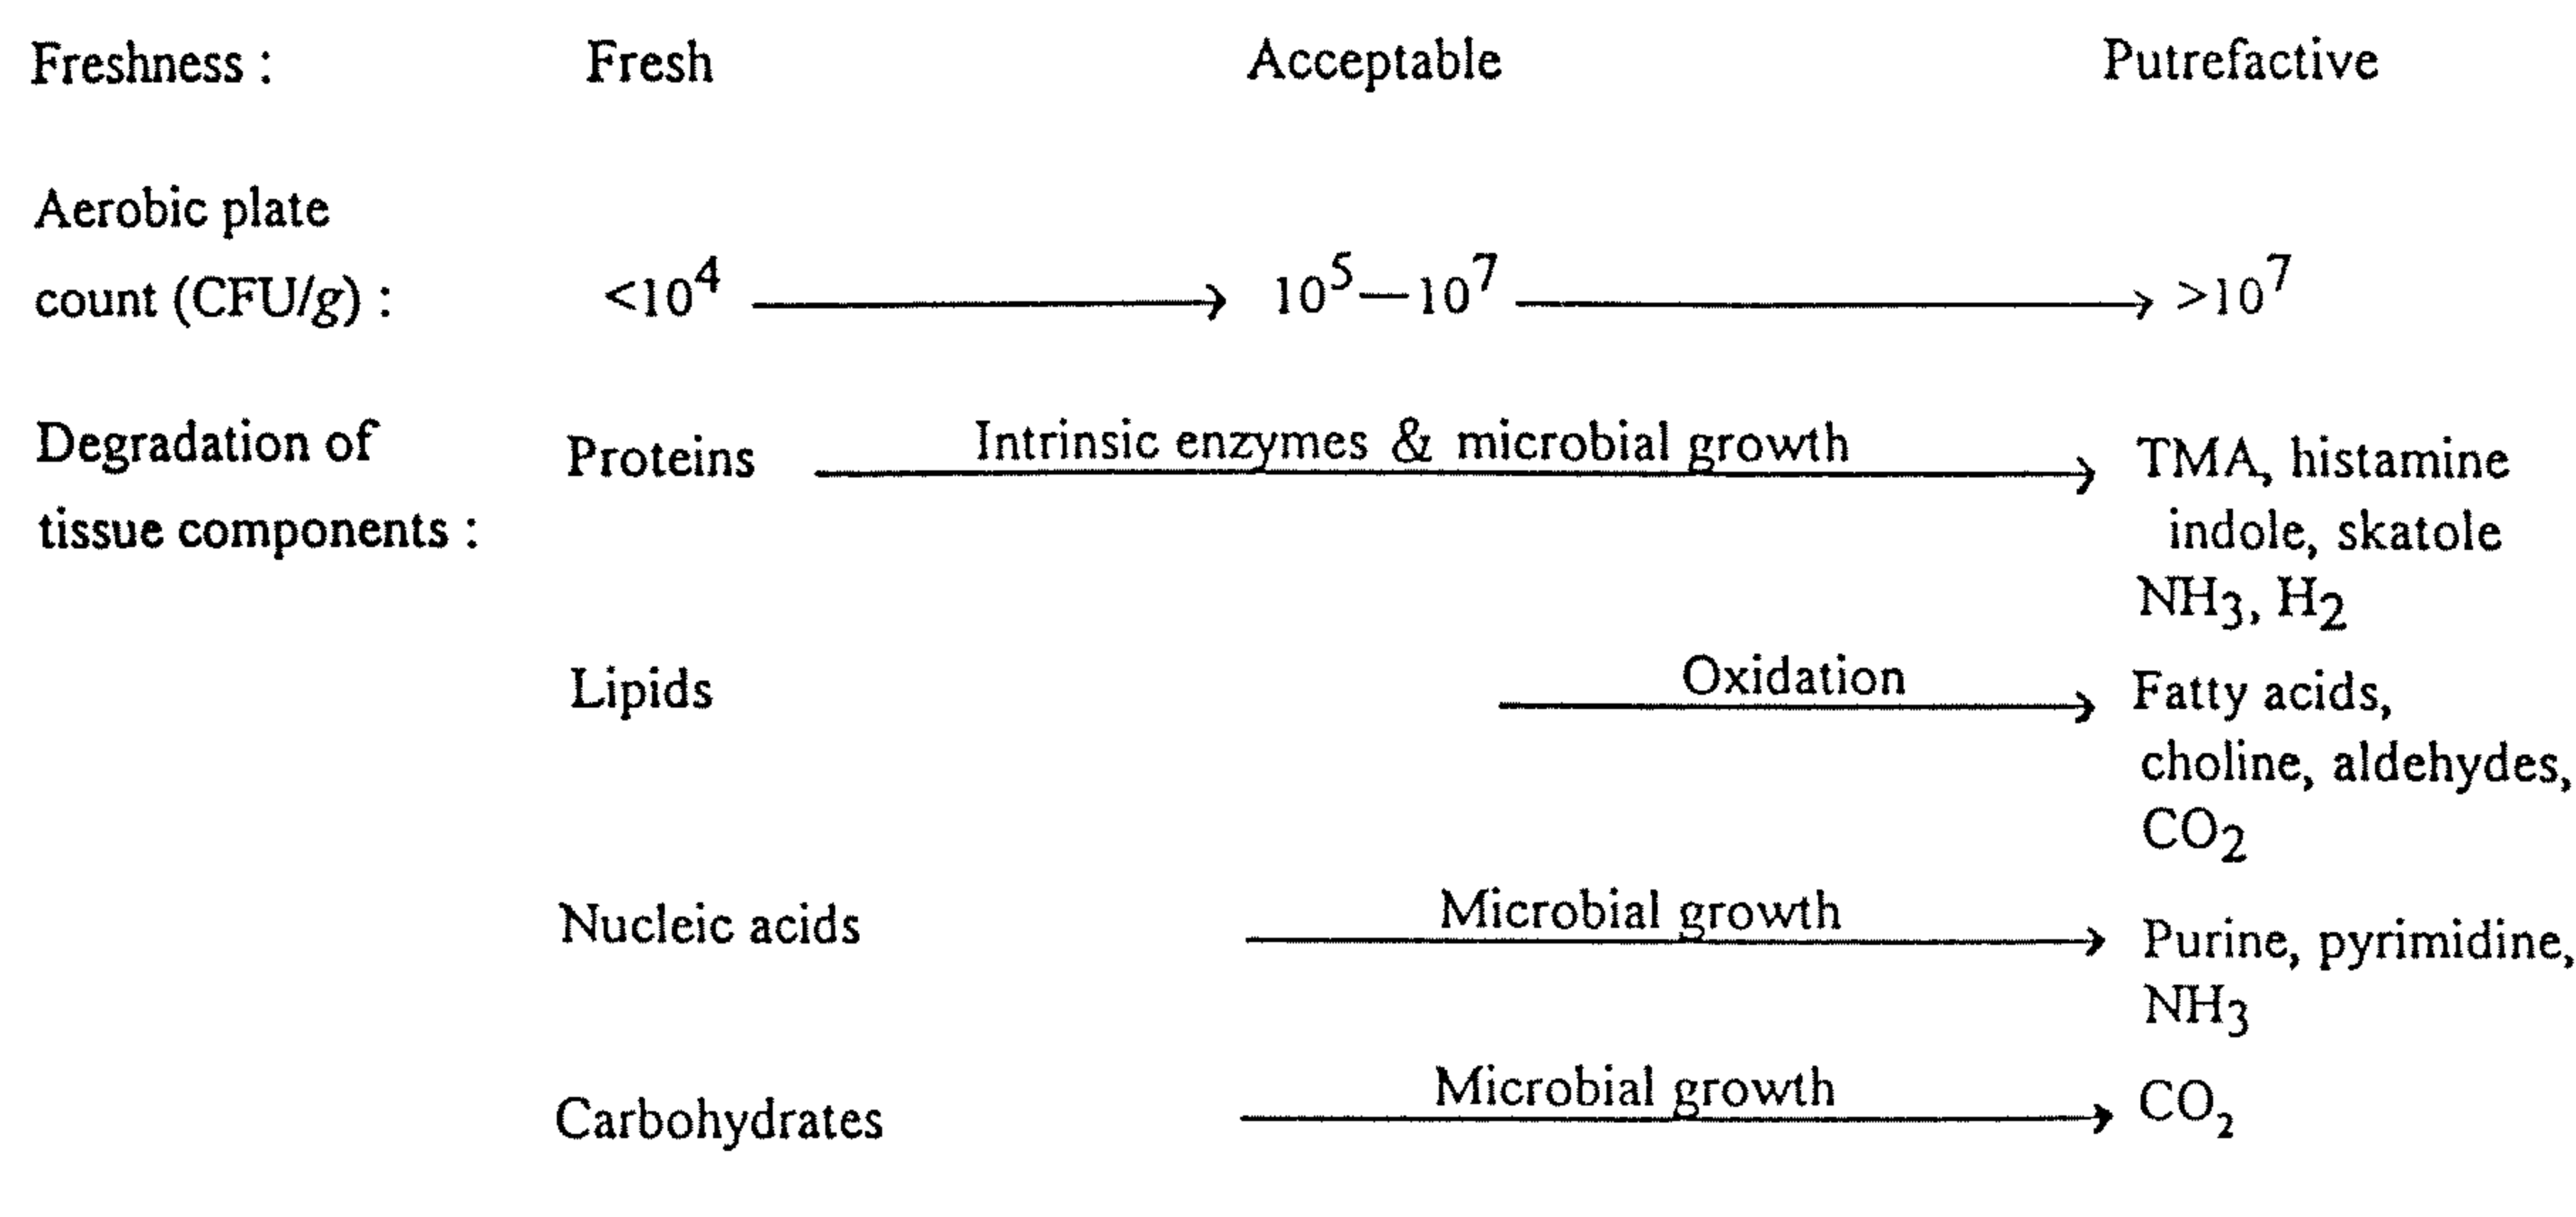 Freshness : Fresh Acceptable Putrefactive
Aerobic plate
count (CFU/g) : <10⁴ 10⁵—10⁷ >10⁷
Degradation of Proteins Intrinsic enzymes & microbial growth TMA, histamine
tissue components : indole, skatole
NH₃, H₂
Lipids Oxidation Fatty acids,
choline, aldehydes,
CO₂
Nucleic acids Microbial growth Purine, pyrimidine,
NH₃
Carbohydrates Microbial growth CO₂